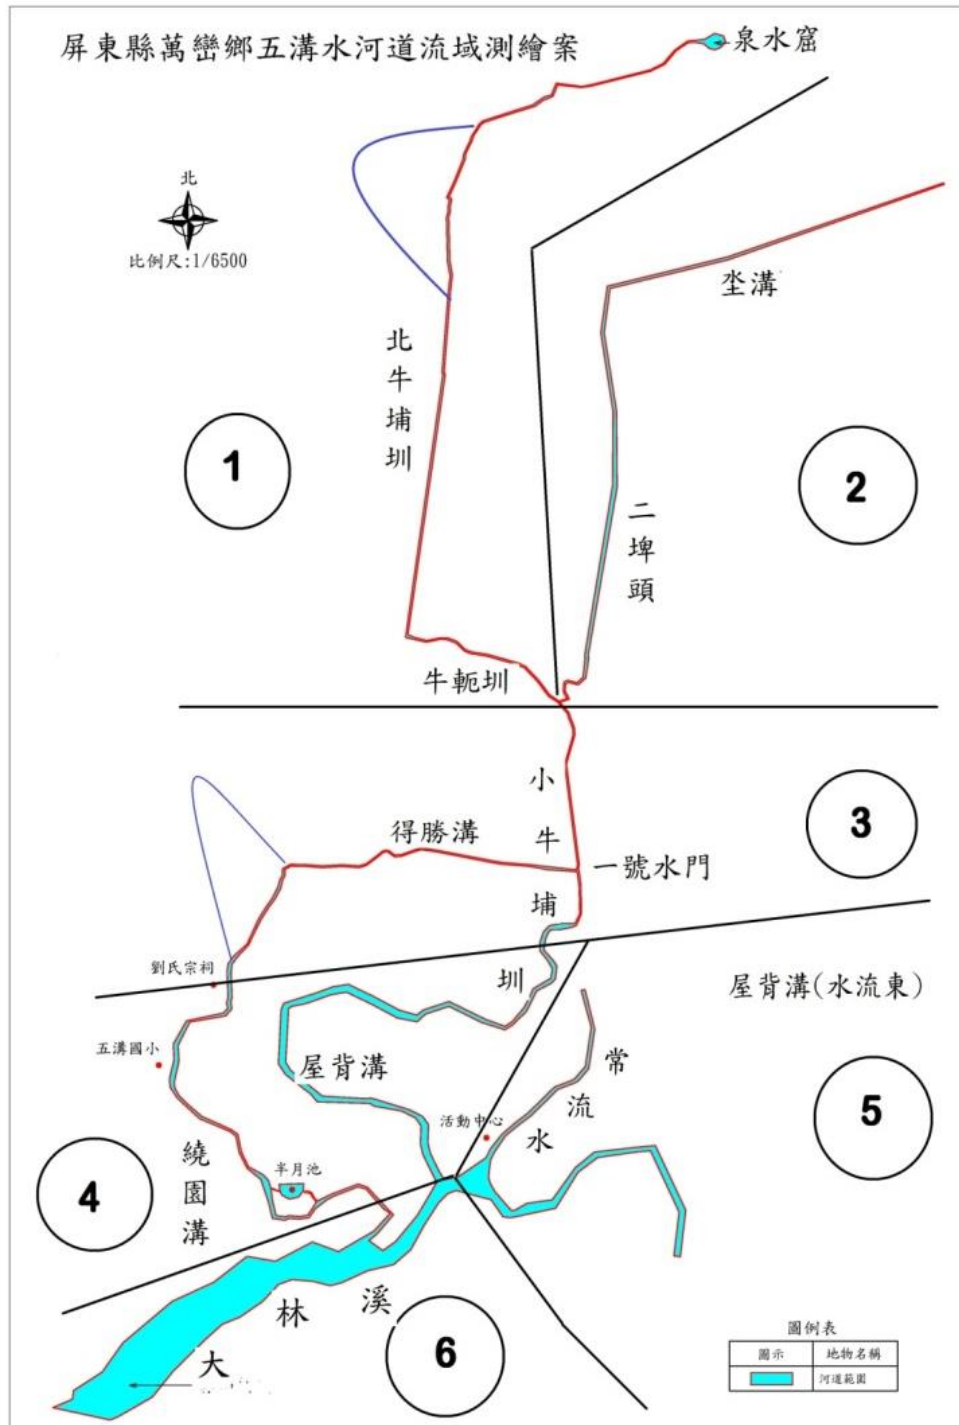 屏東縣萬巒鄉五溝水河道流域測繪案
泉水窟
北
比例尺:1/6500
坔溝
北牛埔圳
1
2
二埤頭
牛軛圳
小牛埔圳
3
得勝溝
一號水門
劉氏宗祠
屋背溝(水流東)
五溝國小
屋背溝
常流水
活動中心
5
4
繞園溝
半月池
大林溪
6
圖例表
圖示 地物名稱
河道範圍